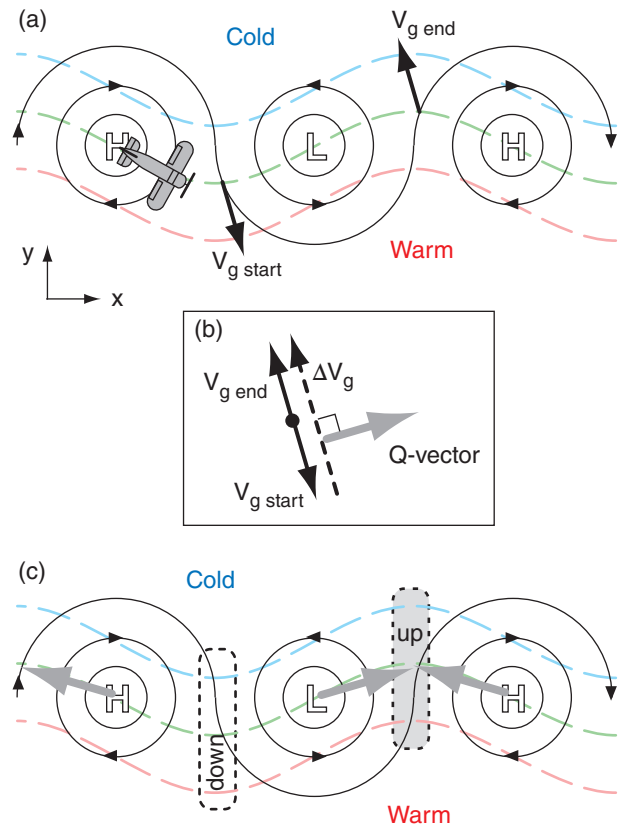 (a)
Cold
V g end
H
L
H
V g start
Warm
y
x
(b)
V g end
ΔV g
Q-vector
V g start
(c)
Cold
up
H
L
H
down
Warm